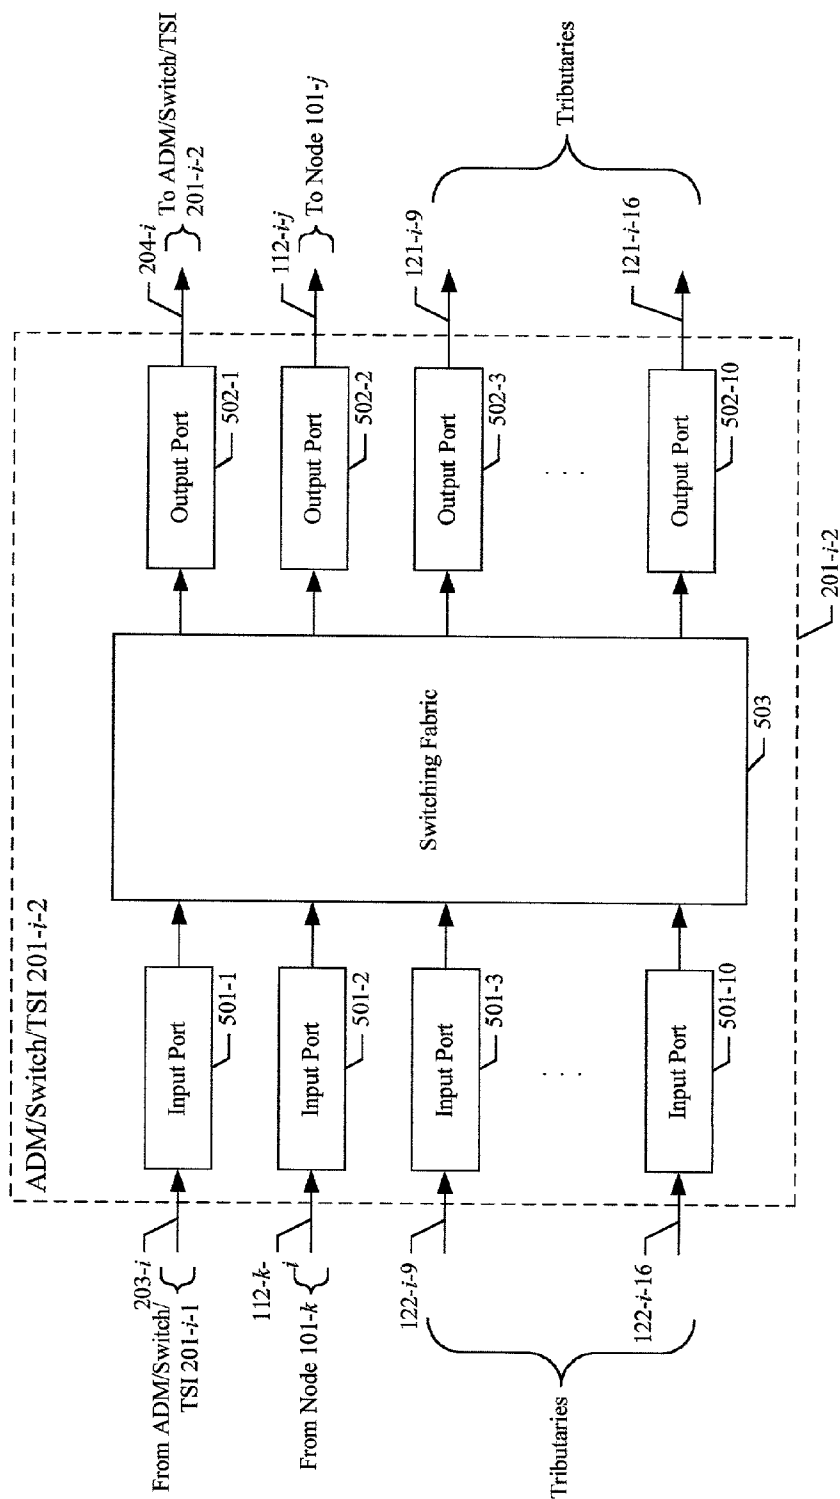 ADM/Switch/TSI 201-i-2
203-i
From ADM/Switch/
TSI 201-i-1
112-k-
i
From Node 101-k
122-i-9
122-i-16
Tributaries
Input Port
501-1
Input Port
501-2
Input Port
501-3
. . .
Input Port
501-10
Switching Fabric
503
Output Port
502-1
Output Port
502-2
Output Port
502-3
. . .
Output Port
502-10
204-i
To ADM/Switch/TSI
201-i-2
112-i-j
To Node 101-j
121-i-9
121-i-16
Tributaries
201-i-2